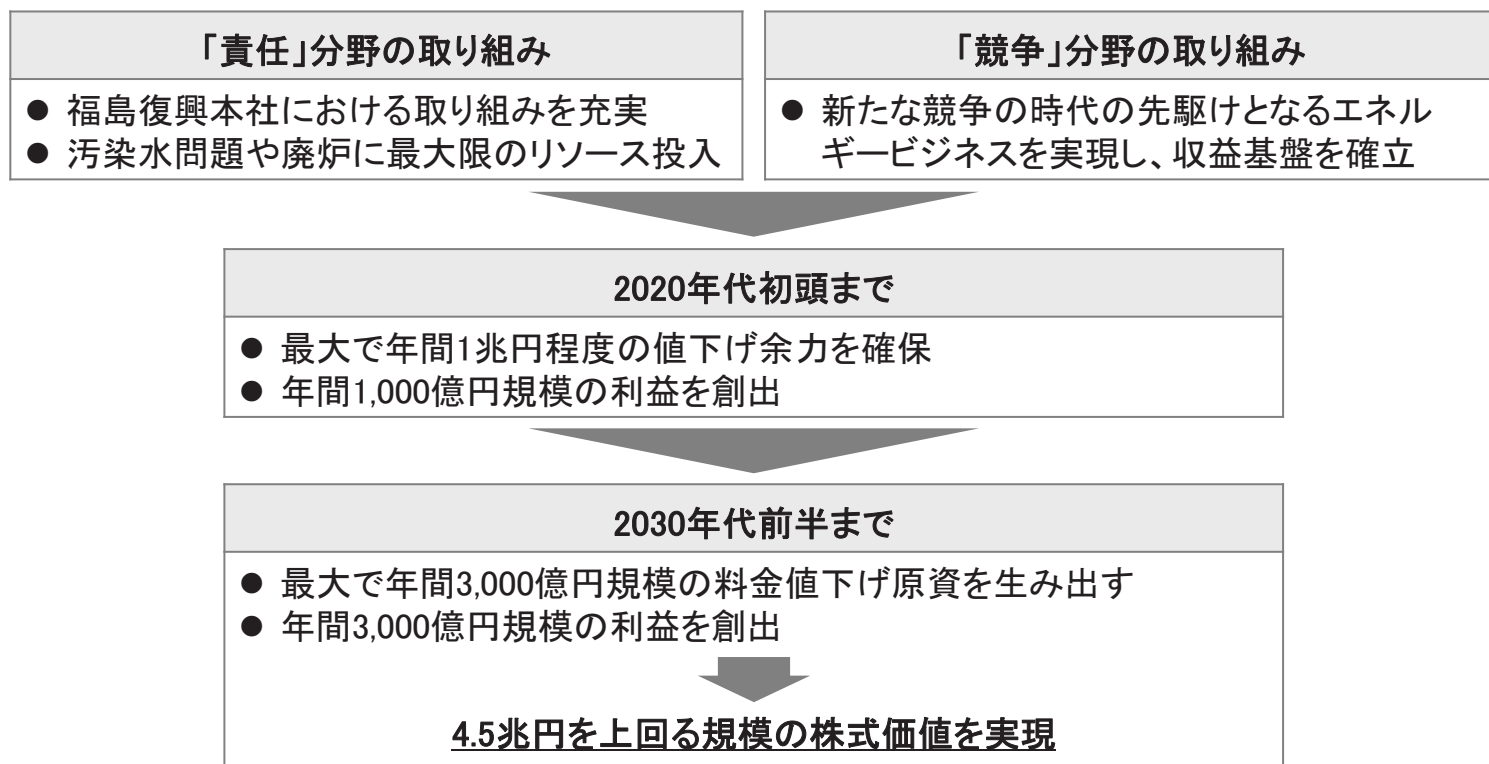 「責任」分野の取り組み
● 福島復興本社における取り組みを充実
● 汚染水問題や廃炉に最大限のリソース投入
「競争」分野の取り組み
● 新たな競争の時代の先駆けとなるエネル
ギービジネスを実現し、収益基盤を確立
2020年代初頭まで
● 最大で年間1兆円程度の値下げ余力を確保
● 年間1,000億円規模の利益を創出
2030年代前半まで
● 最大で年間3,000億円規模の料金値下げ原資を生み出す
● 年間3,000億円規模の利益を創出
4.5兆円を上回る規模の株式価値を実現